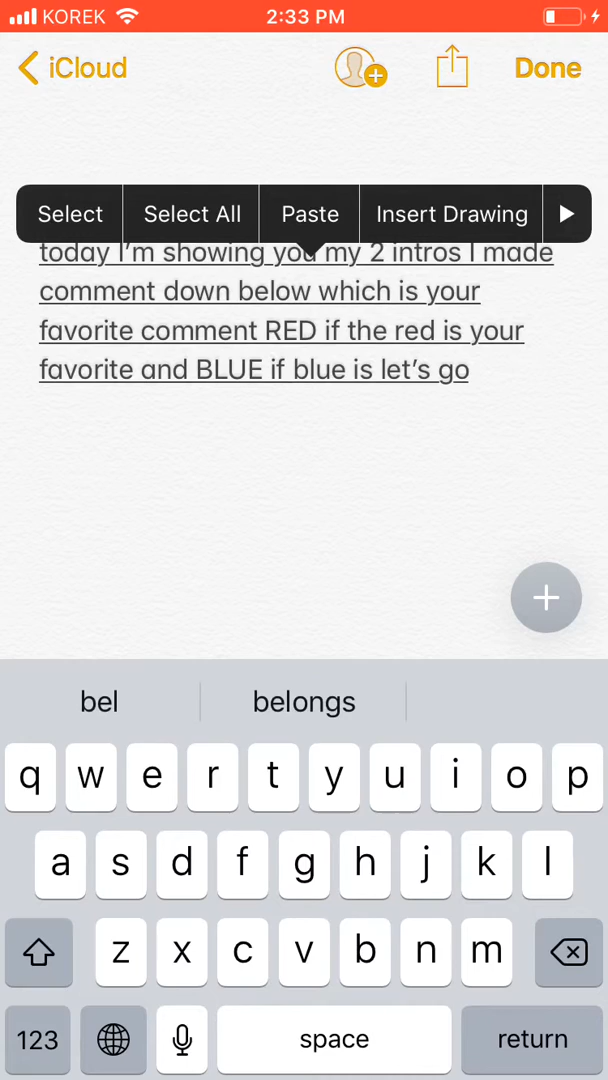 KOREK 2:33 PM
iCloud Done
Select Select All Paste Insert Drawing
today I'm showing you my 2 intros I made
comment down below which is your
favorite comment RED if the red is your
favorite and BLUE if blue is let's go
bel belongs
q w e r t y u i o p
a s d f g h j k l
z x c v b n m
123 space return